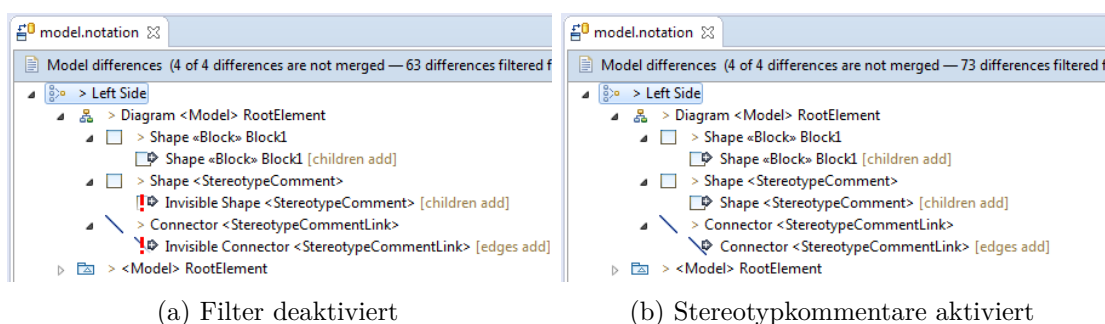 model.notation
Model differences (4 of 4 differences are not merged — 63 differences filtered f
> Left Side
> Diagram <Model> RootElement
> Shape «Block» Block1
Shape «Block» Block1 [children add]
> Shape <StereotypeComment>
Invisible Shape <StereotypeComment> [children add]
> Connector <StereotypeCommentLink>
Invisible Connector <StereotypeCommentLink> [edges add]
> <Model> RootElement
(a) Filter deaktiviert
model.notation
Model differences (4 of 4 differences are not merged — 73 differences filtered f
> Left Side
> Diagram <Model> RootElement
> Shape «Block» Block1
Shape «Block» Block1 [children add]
> Shape <StereotypeComment>
Shape <StereotypeComment> [children add]
> Connector <StereotypeCommentLink>
Connector <StereotypeCommentLink> [edges add]
> <Model> RootElement
(b) Stereotypkommentare aktiviert